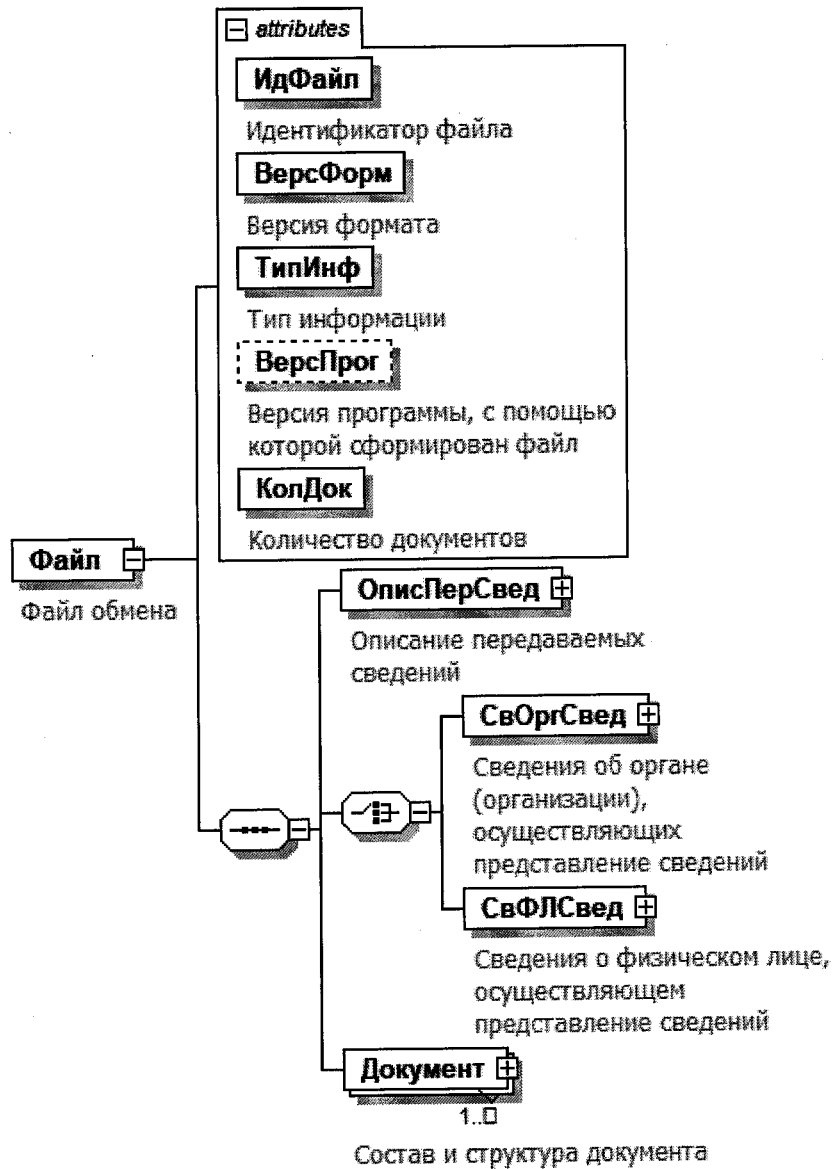 attributes
ИдФайл
Идентификатор файла
ВерсФорм
Версия формата
ТипИнф
Тип информации
ВерсПрог
Версия программы, с помощью
которой сформирован файл
КолДок
Количество документов
Файл
Файл обмена
ОписПерСвед
Описание передаваемых
сведений
СвОргСвед
Сведения об органе
(организации),
осуществляющих
представление сведений
СвФЛСвед
Сведения о физическом лице,
осуществляющем
представление сведений
Документ
1..□
Состав и структура документа